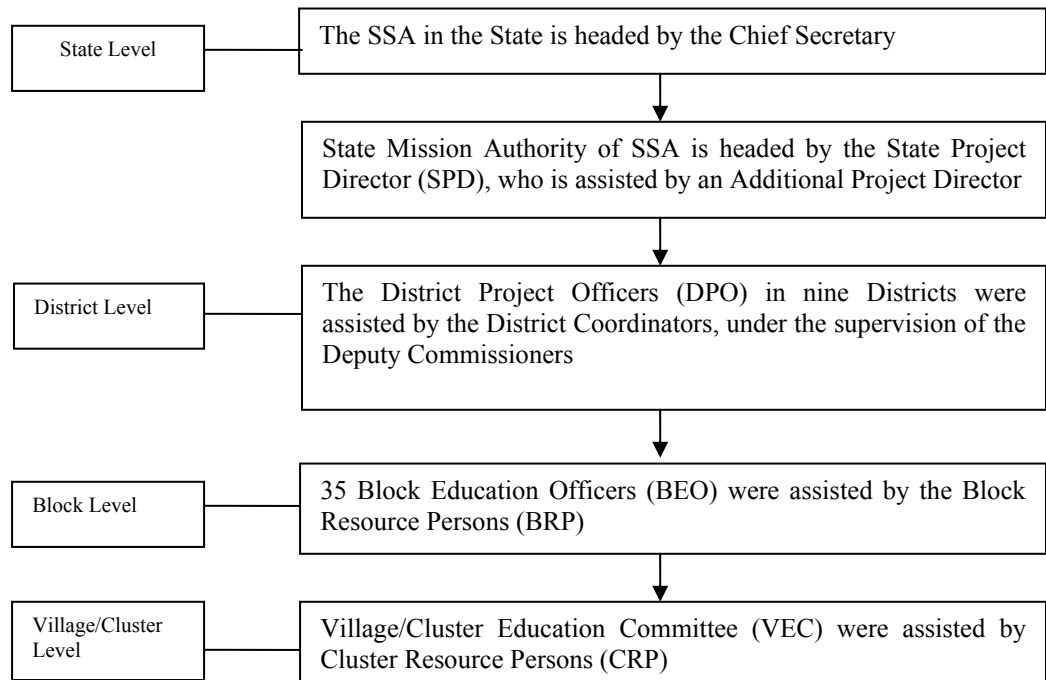 State Level
The SSA in the State is headed by the Chief Secretary
State Mission Authority of SSA is headed by the State Project
Director (SPD), who is assisted by an Additional Project Director
District Level
The District Project Officers (DPO) in nine Districts were
assisted by the District Coordinators, under the supervision of the
Deputy Commissioners
Block Level
35 Block Education Officers (BEO) were assisted by the Block
Resource Persons (BRP)
Village/Cluster
Level
Village/Cluster Education Committee (VEC) were assisted by
Cluster Resource Persons (CRP)